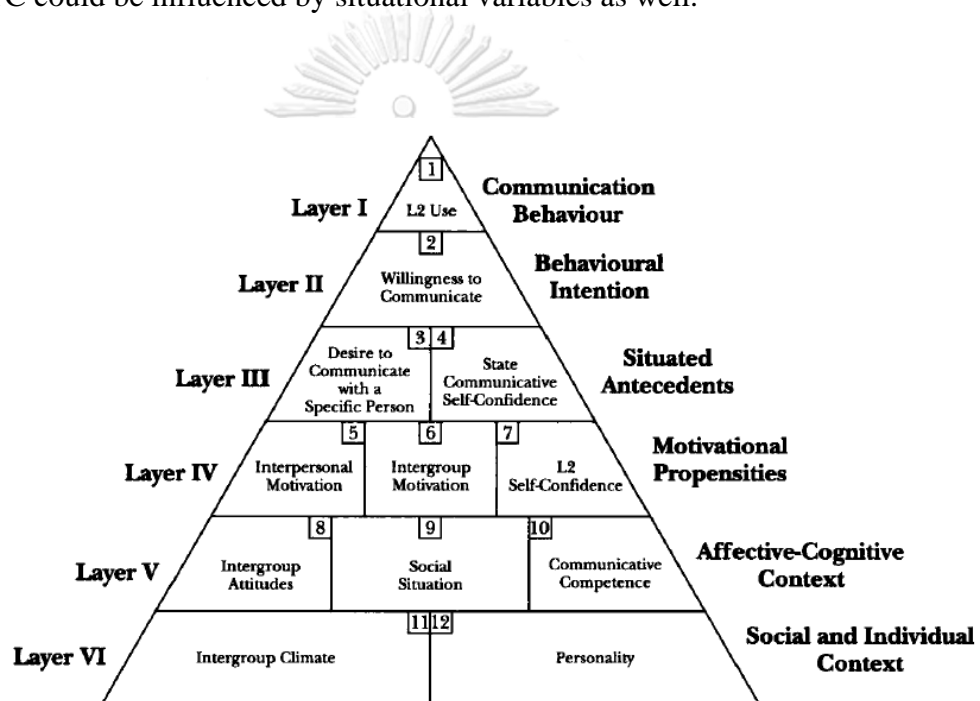 C could be influenced by situational variables as well.
1
Layer I
L2 Use
Communication
Behaviour
2
Layer II
Willingness to
Communicate
Behavioural
Intention
3 4
Layer III
Desire to
Communicate
with a
Specific Person
State
Communicative
Self-Confidence
Situated
Antecedents
5 6 7
Layer IV
Interpersonal
Motivation
Intergroup
Motivation
L2
Self-Confidence
Motivational
Propensities
8 9 10
Layer V
Intergroup
Attitudes
Social
Situation
Communicative
Competence
Affective-Cognitive
Context
11 12
Layer VI
Intergroup Climate
Personality
Social and Individual
Context